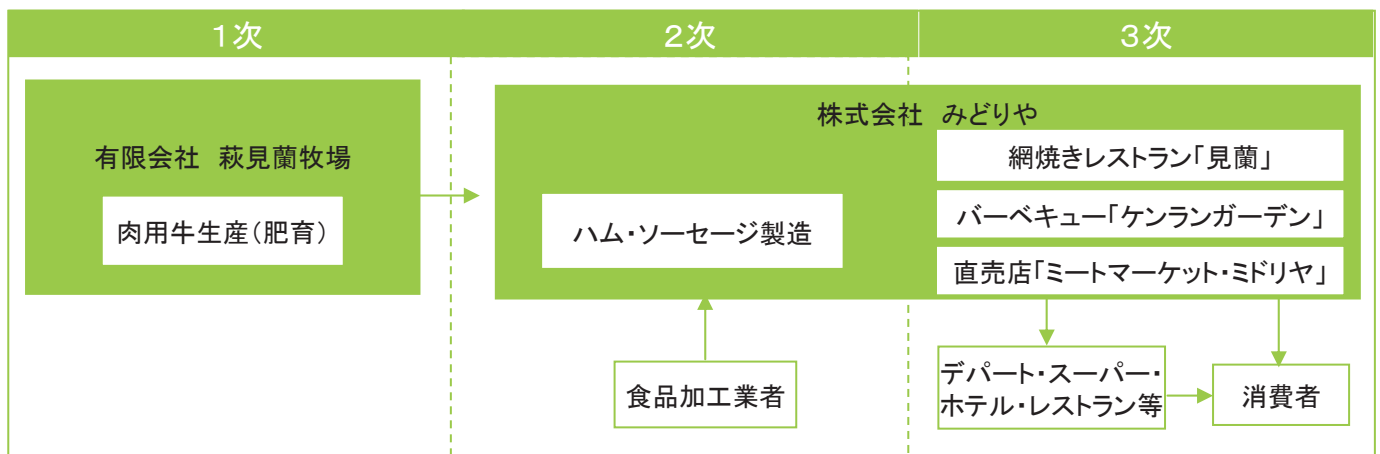 1次
2次
3次
有限会社 萩見蘭牧場
肉用牛生産(肥育)
株式会社 みどりや
ハム・ソーセージ製造
網焼きレストラン「見蘭」
バーベキュー「ケンランガーデン」
直売店「ミートマーケット・ミドリヤ」
食品加工業者
デパート・スーパー・
ホテル・レストラン等
消費者